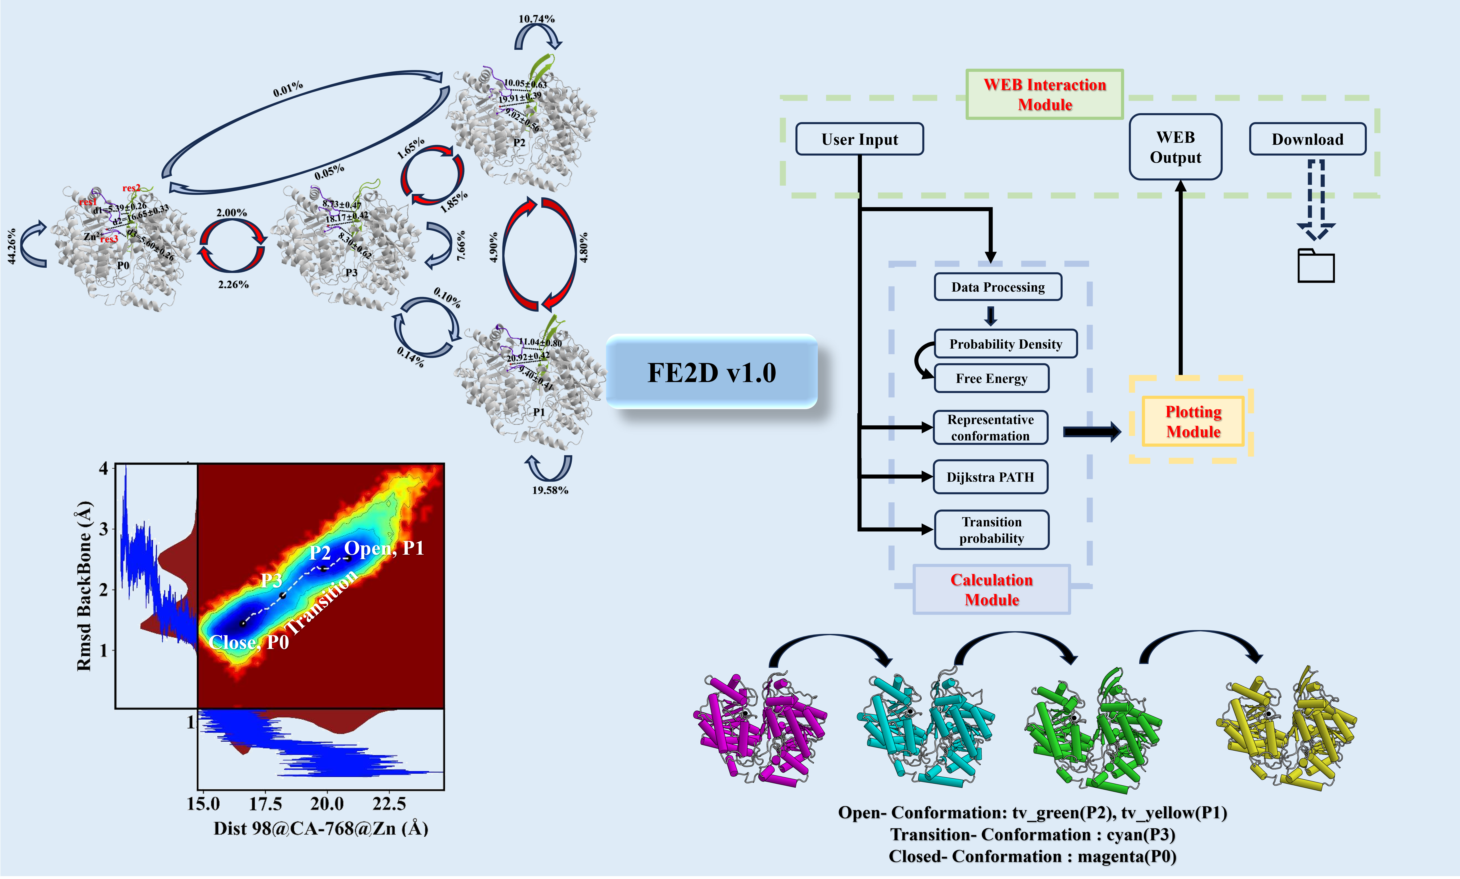 10.74%
0.01%
10.05±0.63
19.91±0.39
9.02±0.56
P2
0.05%
1.65%
1.85%
res2
res1
d1=5.39±0.26
d2=16.65±0.33
Zn
res3
d3=5.60±0.26
P0
44.26%
2.00%
2.26%
8.73±0.47
18.17±0.42
8.30±0.62
P3
7.66%
4.90%
4.80%
0.10%
0.14%
11.04±0.80
20.92±0.42
9.40±0.41
P1
19.58%
FE2D v1.0
WEB Interaction
Module
User Input
WEB
Output
Download
Data Processing
Probability Density
Free Energy
Representative
conformation
Dijkstra PATH
Transition
probability
Calculation
Module
Plotting
Module
Rmsd BackBone (Å)
4
3
2
1
P2
Open, P1
P3
Transition
Close, P0
1
15.0
17.5
20.0
22.5
Dist 98@CA-768@Zn (Å)
Open- Conformation: tv_green(P2), tv_yellow(P1)
Transition- Conformation : cyan(P3)
Closed- Conformation : magenta(P0)